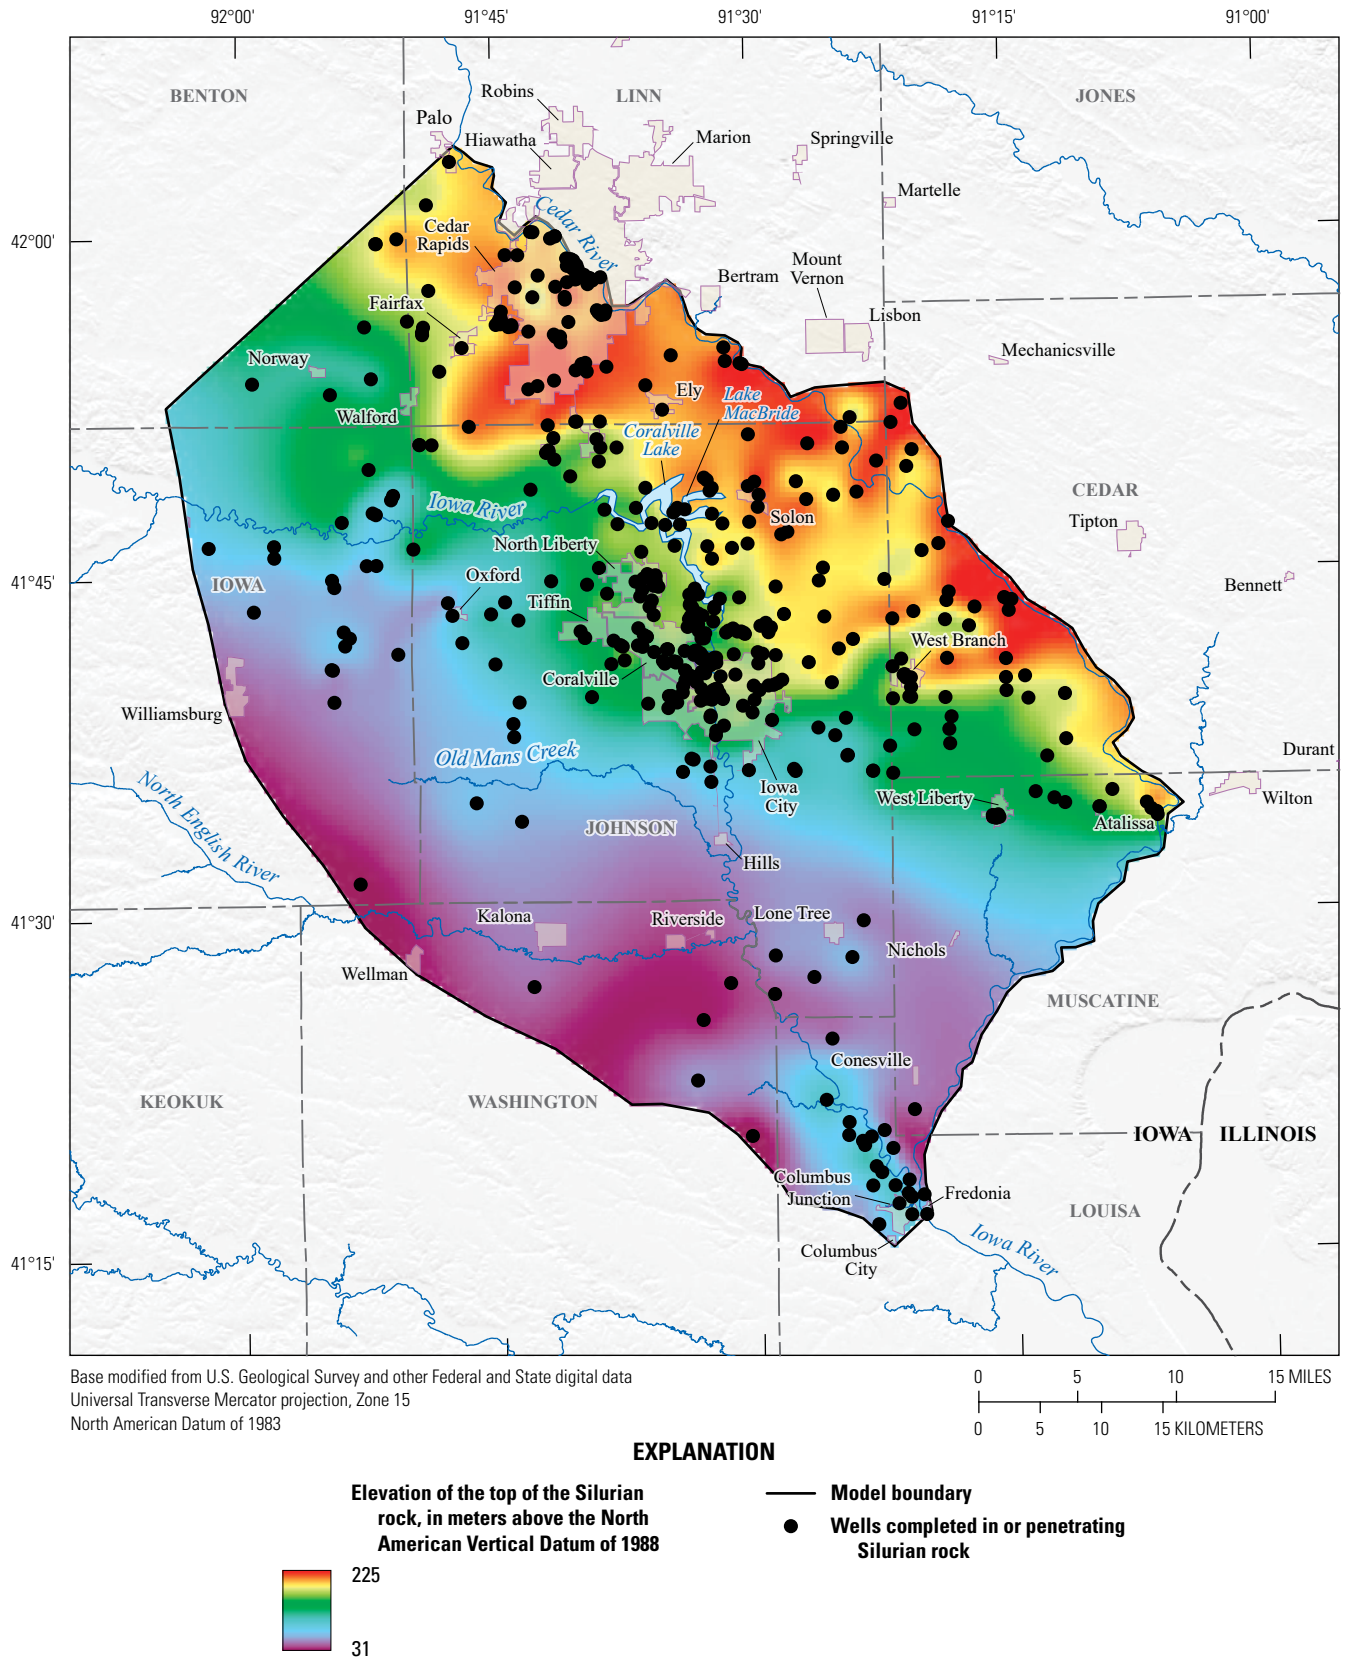 92°00'
91°45'
91°30'
91°15'
91°00'
BENTON
LINN
JONES
Robins
Palo
Hiawatha
Marion
Springville
Martelle
Cedar River
Cedar
Rapids
42°00'
Mount
Vernon
Bertram
Fairfax
Lisbon
Norway
Mechanicsville
Ely
Lake
MacBride
Walford
Coralville
Lake
Iowa River
Solon
CEDAR
Tipton
North Liberty
41°45'
IOWA
Oxford
Bennett
Tiffin
West Branch
Coralville
Williamsburg
Old Mans Creek
Durant
North English River
Iowa
City
West Liberty
Wilton
Atalissa
JOHNSON
Hills
41°30'
Kalona
Riverside
Lone Tree
Nichols
Wellman
MUSCATINE
Conesville
KEOKUK
WASHINGTON
IOWA
ILLINOIS
Columbus
Junction
Fredonia
LOUISA
Iowa River
Columbus
City
41°15'
Base modified from U.S. Geological Survey and other Federal and State digital data
Universal Transverse Mercator projection, Zone 15
North American Datum of 1983
0 5 10 15 MILES
0 5 10 15 KILOMETERS
EXPLANATION
Elevation of the top of the Silurian
rock, in meters above the North
American Vertical Datum of 1988
225
31
Model boundary
Wells completed in or penetrating
Silurian rock